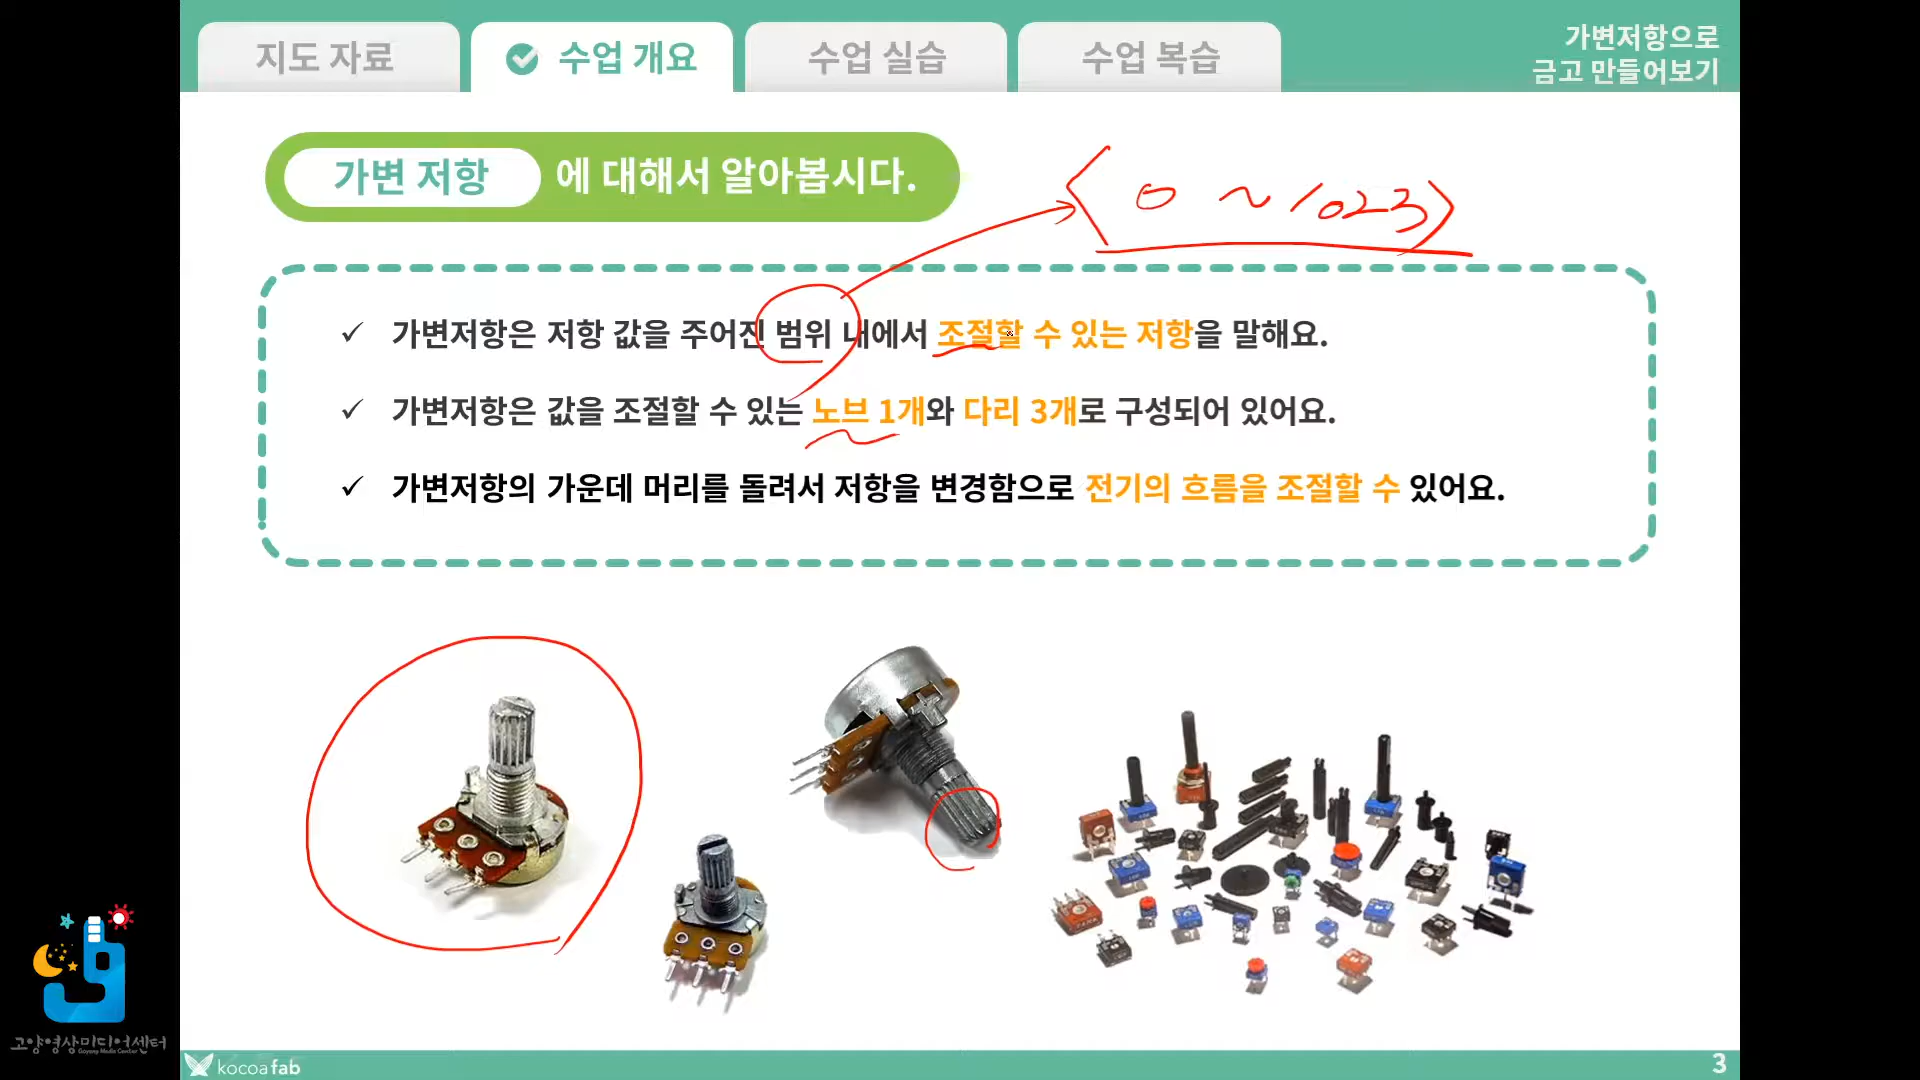 지도 자료
수업 개요
수업 실습
수업 복습
가변저항으로
금고 만들어보기
가변 저항에 대해서 알아봅시다.
0 ~ 1023
가변저항은 저항 값을 주어진 범위 내에서 조절할 수 있는 저항을 말해요.
가변저항은 값을 조절할 수 있는 노브 1개와 다리 3개로 구성되어 있어요.
가변저항의 가운데 머리를 돌려서 저항을 변경함으로 전기의 흐름을 조절할 수 있어요.
고양영상미디어센터
Goyang Media Center
kocoafab
3